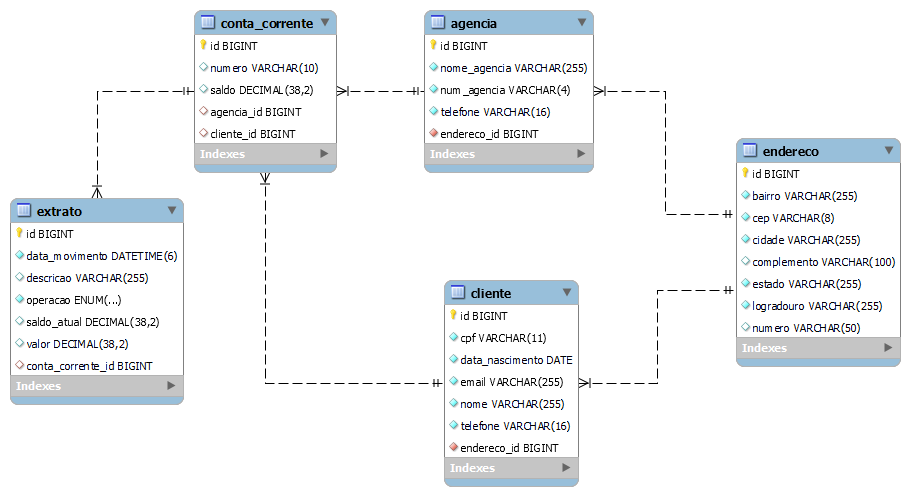 conta_corrente
id BIGINT
numero VARCHAR(10)
saldo DECIMAL(38,2)
agencia_id BIGINT
cliente_id BIGINT
Indexes
agencia
id BIGINT
nome_agencia VARCHAR(255)
num_agencia VARCHAR(4)
telefone VARCHAR(16)
endereco_id BIGINT
Indexes
endereco
id BIGINT
bairro VARCHAR(255)
cep VARCHAR(8)
cidade VARCHAR(255)
complemento VARCHAR(100)
estado VARCHAR(255)
logradouro VARCHAR(255)
numero VARCHAR(50)
Indexes
extrato
id BIGINT
data_movimento DATETIME(6)
descricao VARCHAR(255)
operacao ENUM(...)
saldo_atual DECIMAL(38,2)
valor DECIMAL(38,2)
conta_corrente_id BIGINT
Indexes
cliente
id BIGINT
cpf VARCHAR(11)
data_nascimento DATE
email VARCHAR(255)
nome VARCHAR(255)
telefone VARCHAR(16)
endereco_id BIGINT
Indexes